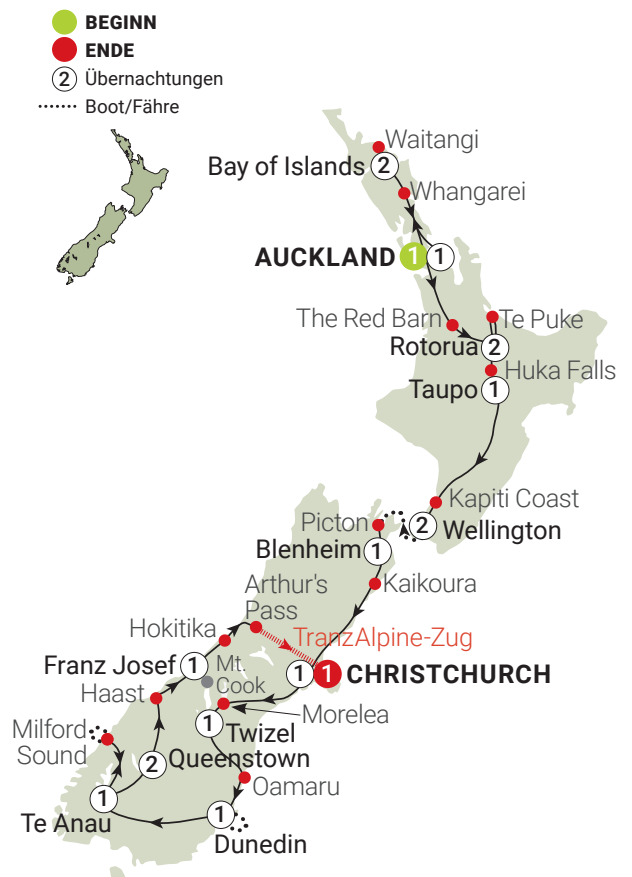 BEGINN
ENDE
2 Übernachtungen
Boot/Fähre
Waitangi
Bay of Islands 2
Whangarei
AUCKLAND 1 1
The Red Barn
Te Puke
Rotorua 2
Huka Falls
Taupo 1
Kapiti Coast
Picton
2 Wellington
Blenheim 1
Kaikoura
Arthur's
Pass
Hokitika
TranzAlpine-Zug
Franz Josef 1
Mt.
Cook
1 1 CHRISTCHURCH
Haast
Morelea
1 Twizel
Milford
Sound
2 Queenstown
Oamaru
1
Te Anau
1
Dunedin